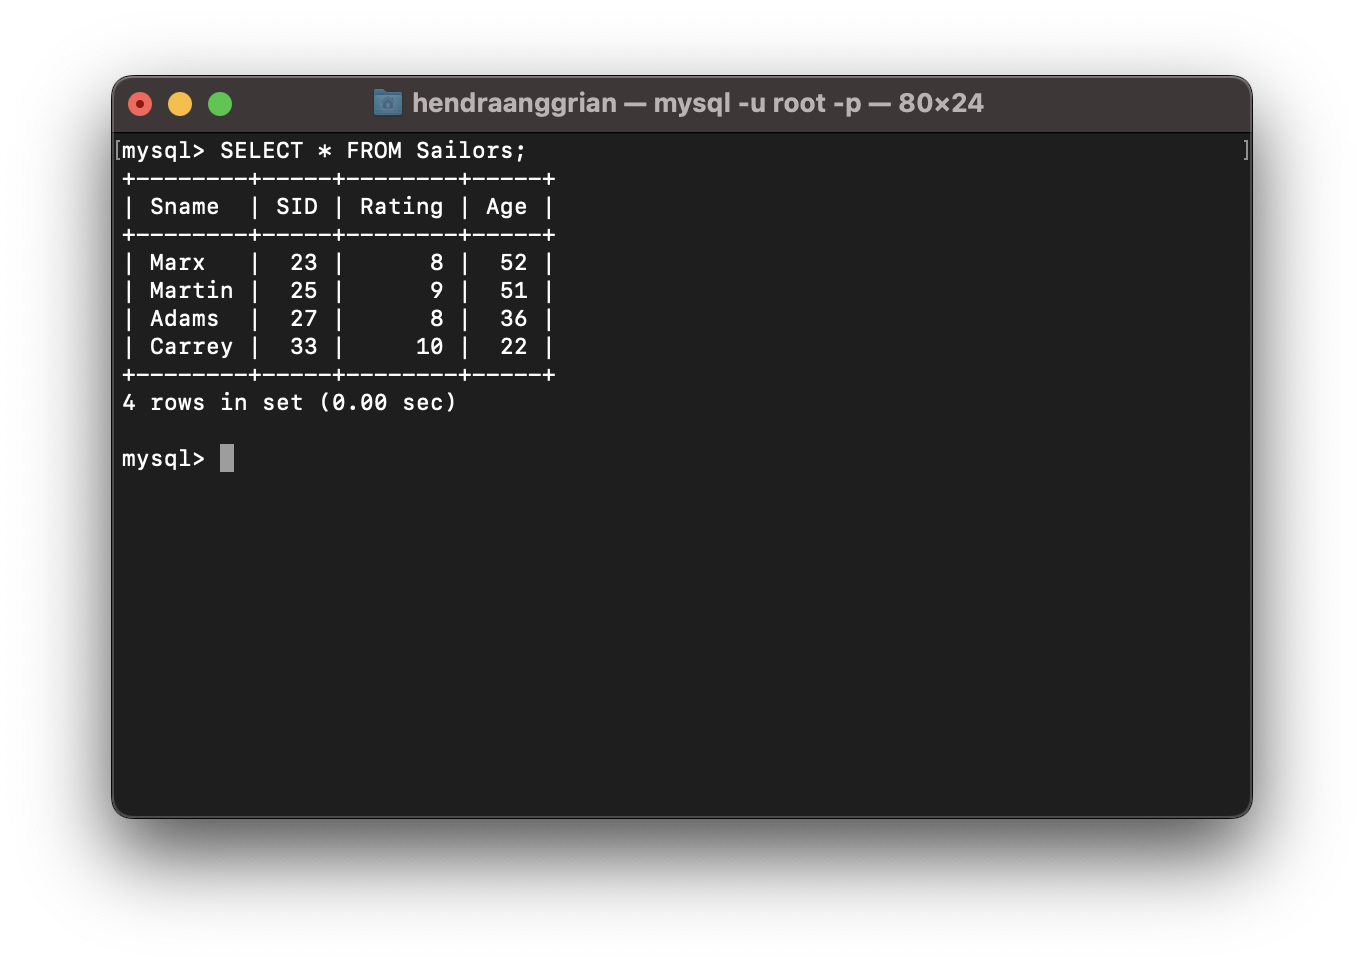 hendraanggrian — mysql -u root -p — 80×24
[mysql> SELECT * FROM Sailors; ]
+--------+-----+--------+-----+
| Sname  | SID | Rating | Age |
+--------+-----+--------+-----+
| Marx   |  23 |      8 |  52 |
| Martin |  25 |      9 |  51 |
| Adams  |  27 |      8 |  36 |
| Carrey |  33 |     10 |  22 |
+--------+-----+--------+-----+
4 rows in set (0.00 sec)
mysql>